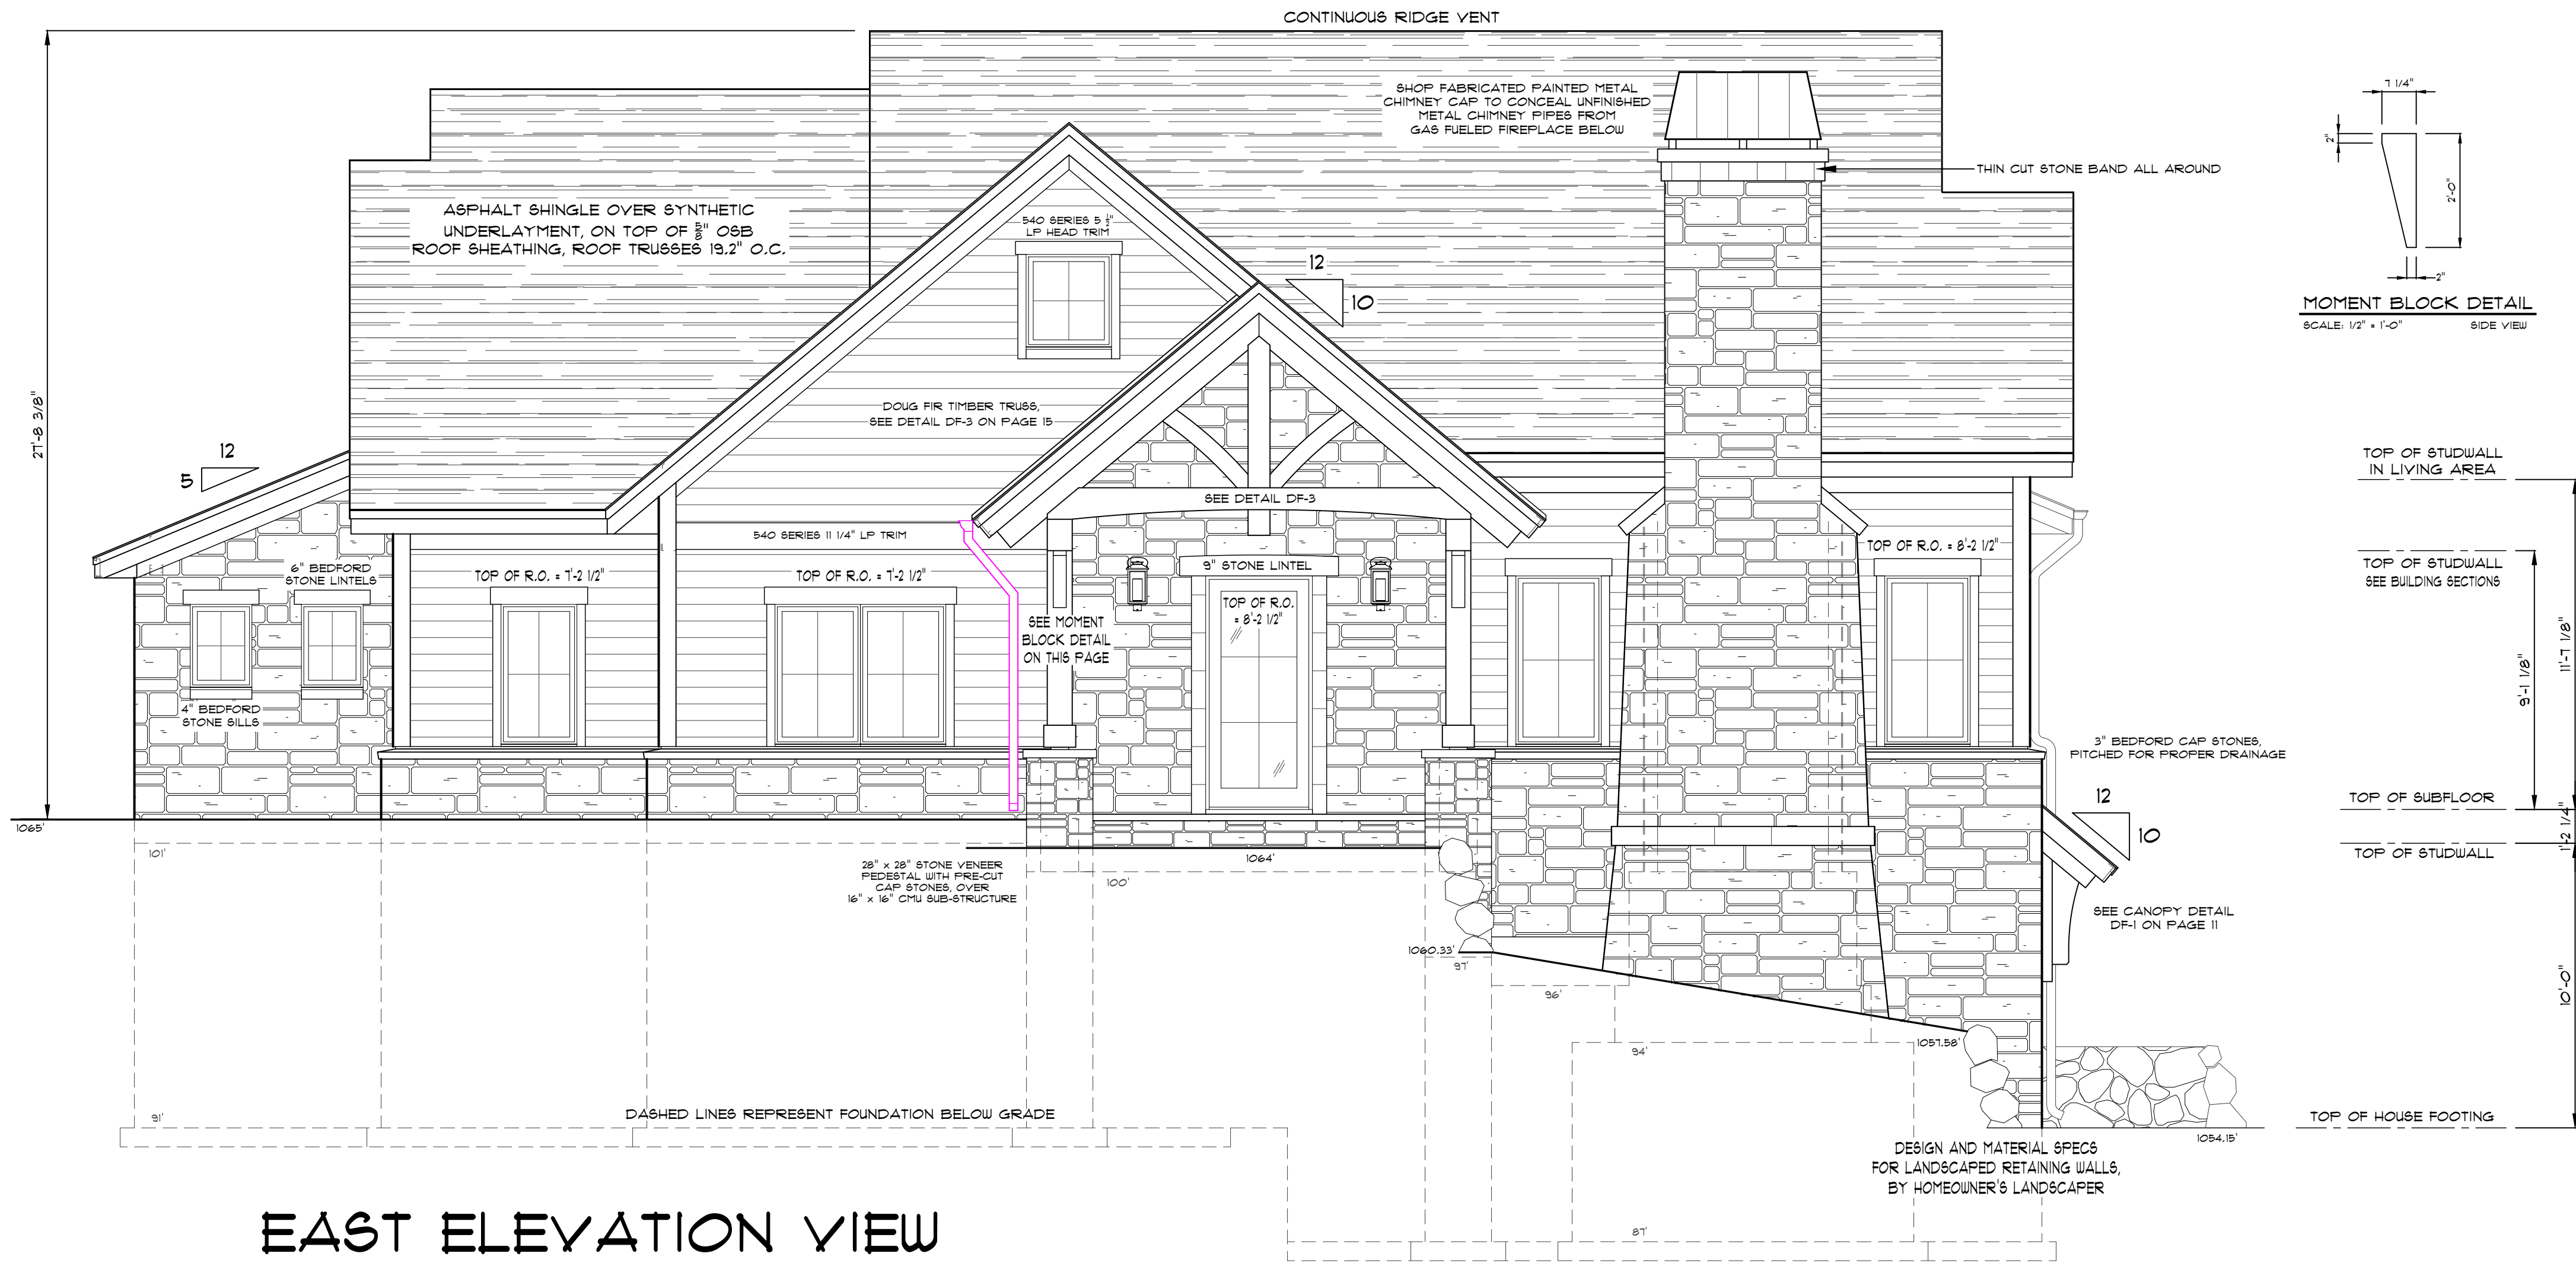 CONTINUOUS RIDGE VENT
SHOP FABRICATED PAINTED METAL
CHIMNEY CAP TO CONCEAL UNFINISHED
METAL CHIMNEY PIPES FROM
GAS FUELED FIREPLACE BELOW
THIN CUT STONE BAND ALL AROUND
7 1/4"
2"
2'-0"
2"
MOMENT BLOCK DETAIL
SCALE: 1/2" = 1'-0"
SIDE VIEW
ASPHALT SHINGLE OVER SYNTHETIC
UNDERLAYMENT, ON TOP OF 5/8" OSB
ROOF SHEATHING, ROOF TRUSSES 19.2" O.C.
540 SERIES 5 1/2"
LP HEAD TRIM
12
10
27'-8 3/8"
DOUG FIR TIMBER TRUSS,
SEE DETAIL DF-3 ON PAGE 15
12
5
TOP OF STUDWALL
IN LIVING AREA
SEE DETAIL DF-3
540 SERIES 11 1/4" LP TRIM
TOP OF R.O. = 8'-2 1/2"
TOP OF STUDWALL
SEE BUILDING SECTIONS
6" BEDFORD
STONE LINTELS
TOP OF R.O. = 7'-2 1/2"
TOP OF R.O. = 7'-2 1/2"
9" STONE LINTEL
TOP OF R.O.
= 8'-2 1/2"
SEE MOMENT
BLOCK DETAIL
ON THIS PAGE
11'-7 1/8"
9'-1 1/8"
4" BEDFORD
STONE SILLS
3" BEDFORD CAP STONES,
PITCHED FOR PROPER DRAINAGE
TOP OF SUBFLOOR
12
10
1'-2 1/4"
1065'
101'
TOP OF STUDWALL
1064'
100'
28" x 28" STONE VENEER
PEDESTAL WITH PRE-CUT
CAP STONES, OVER
16" x 16" CMU SUB-STRUCTURE
SEE CANOPY DETAIL
DF-1 ON PAGE 11
1060.33'
97'
96'
10'-0"
1057.58'
94'
91'
DASHED LINES REPRESENT FOUNDATION BELOW GRADE
TOP OF HOUSE FOOTING
1054.15'
DESIGN AND MATERIAL SPECS
FOR LANDSCAPED RETAINING WALLS,
BY HOMEOWNER'S LANDSCAPER
87'
EAST ELEVATION VIEW